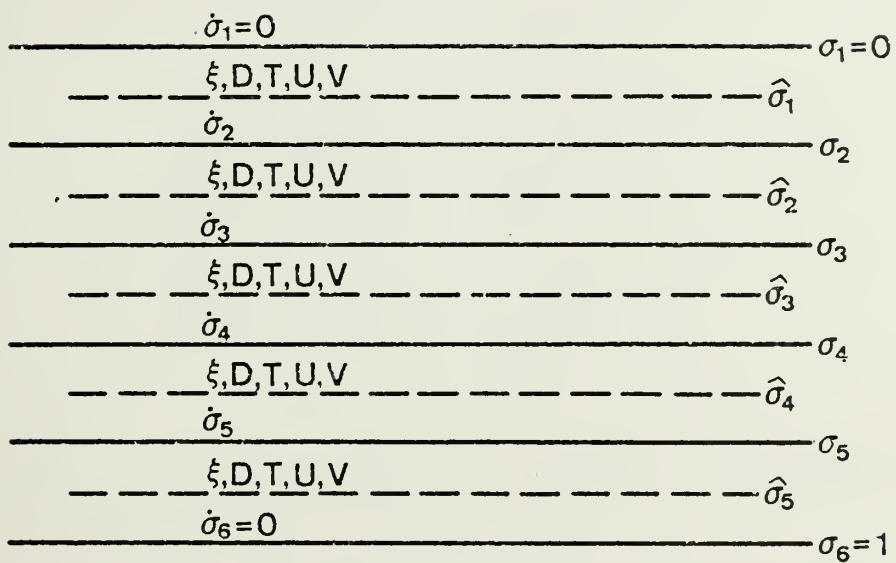 σ̇₁=0
σ₁=0
ξ,D,T,U,V
σ̂₁
σ̇₂
σ₂
ξ,D,T,U,V
σ̂₂
σ̇₃
σ₃
ξ,D,T,U,V
σ̂₃
σ̇₄
σ₄
ξ,D,T,U,V
σ̂₄
σ̇₅
σ₅
ξ,D,T,U,V
σ̂₅
σ̇₆=0
σ₆=1